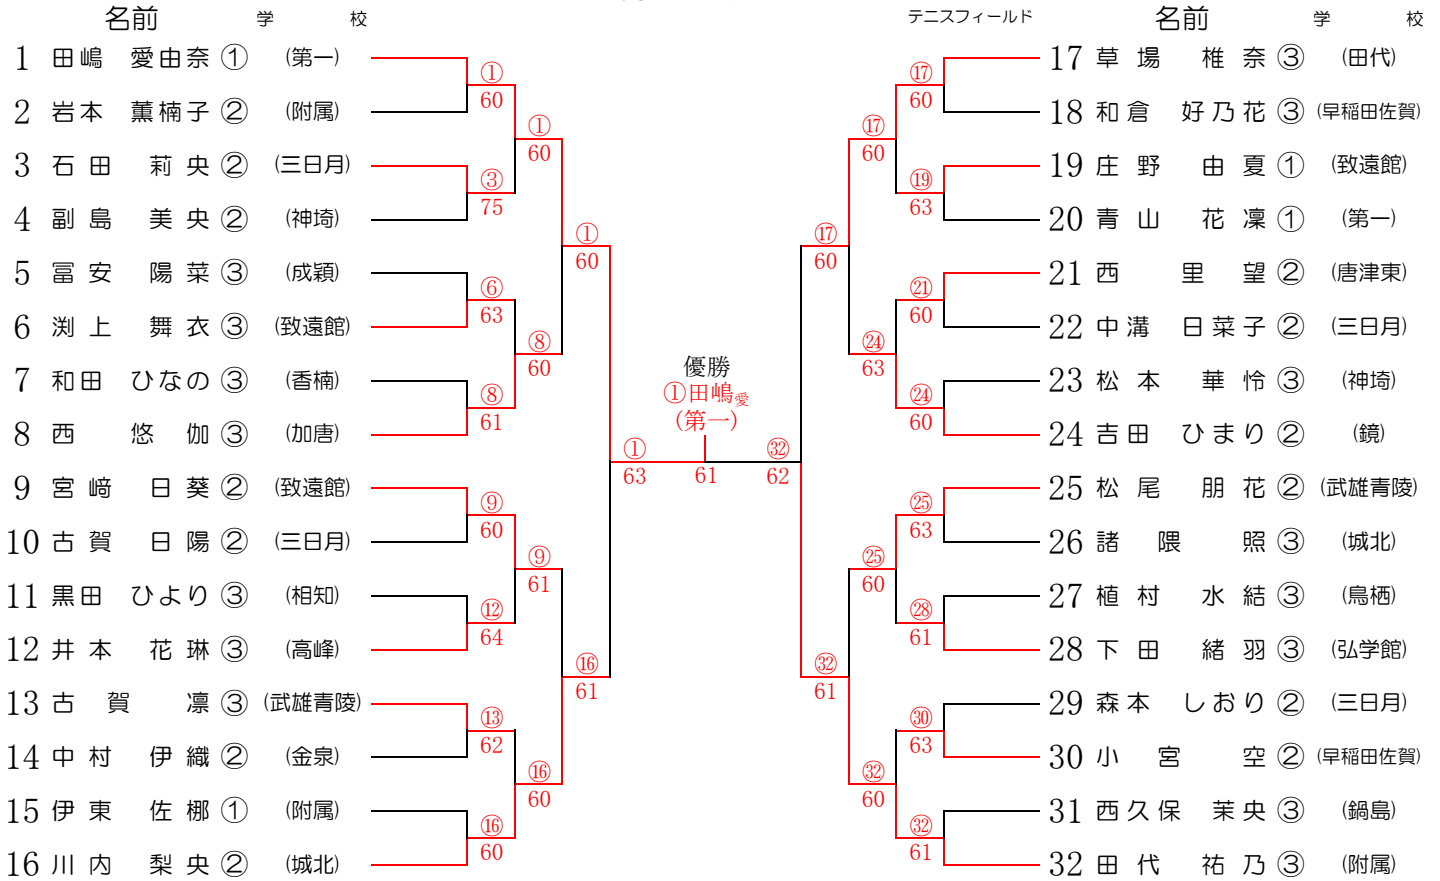 名前 学 校
1 田嶋 愛由奈 ① (第一)
2 岩本 薫楠子 ② (附属)
3 石田 莉央 ② (三日月)
4 副島 美央 ② (神埼)
5 冨安 陽菜 ③ (成穎)
6 渕上 舞衣 ③ (致遠館)
7 和田 ひなの ③ (香楠)
8 西 悠伽 ③ (加唐)
9 宮﨑 日葵 ② (致遠館)
10 古賀 日陽 ② (三日月)
11 黒田 ひより ③ (相知)
12 井本 花琳 ③ (高峰)
13 古賀 凛 ③ (武雄青陵)
14 中村 伊織 ② (金泉)
15 伊東 佐梛 ① (附属)
16 川内 梨央 ② (城北)
①
60
③
75
⑥
63
⑧
61
⑨
60
⑫
64
⑬
62
⑯
60
①
60
⑧
60
⑨
61
⑯
60
①
60
⑯
61
①
63
優勝
①田嶋愛
(第一)
61
㉜
62
⑰
60
㉜
61
⑰
60
㉔
63
㉕
60
㉜
60
⑰
60
⑲
63
㉑
60
㉔
60
㉕
63
㉘
61
㉚
63
㉜
61
テニスフィールド
名前 学 校
17 草場 椎奈 ③ (田代)
18 和倉 好乃花 ③ (早稲田佐賀)
19 庄野 由夏 ① (致遠館)
20 青山 花凜 ① (第一)
21 西 里望 ② (唐津東)
22 中溝 日菜子 ② (三日月)
23 松本 華怜 ③ (神埼)
24 吉田 ひまり ② (鏡)
25 松尾 朋花 ② (武雄青陵)
26 諸隈 照 ③ (城北)
27 植村 水結 ③ (鳥栖)
28 下田 緒羽 ③ (弘学館)
29 森本 しおり ② (三日月)
30 小宮 空 ② (早稲田佐賀)
31 西久保 茉央 ③ (鍋島)
32 田代 祐乃 ③ (附属)